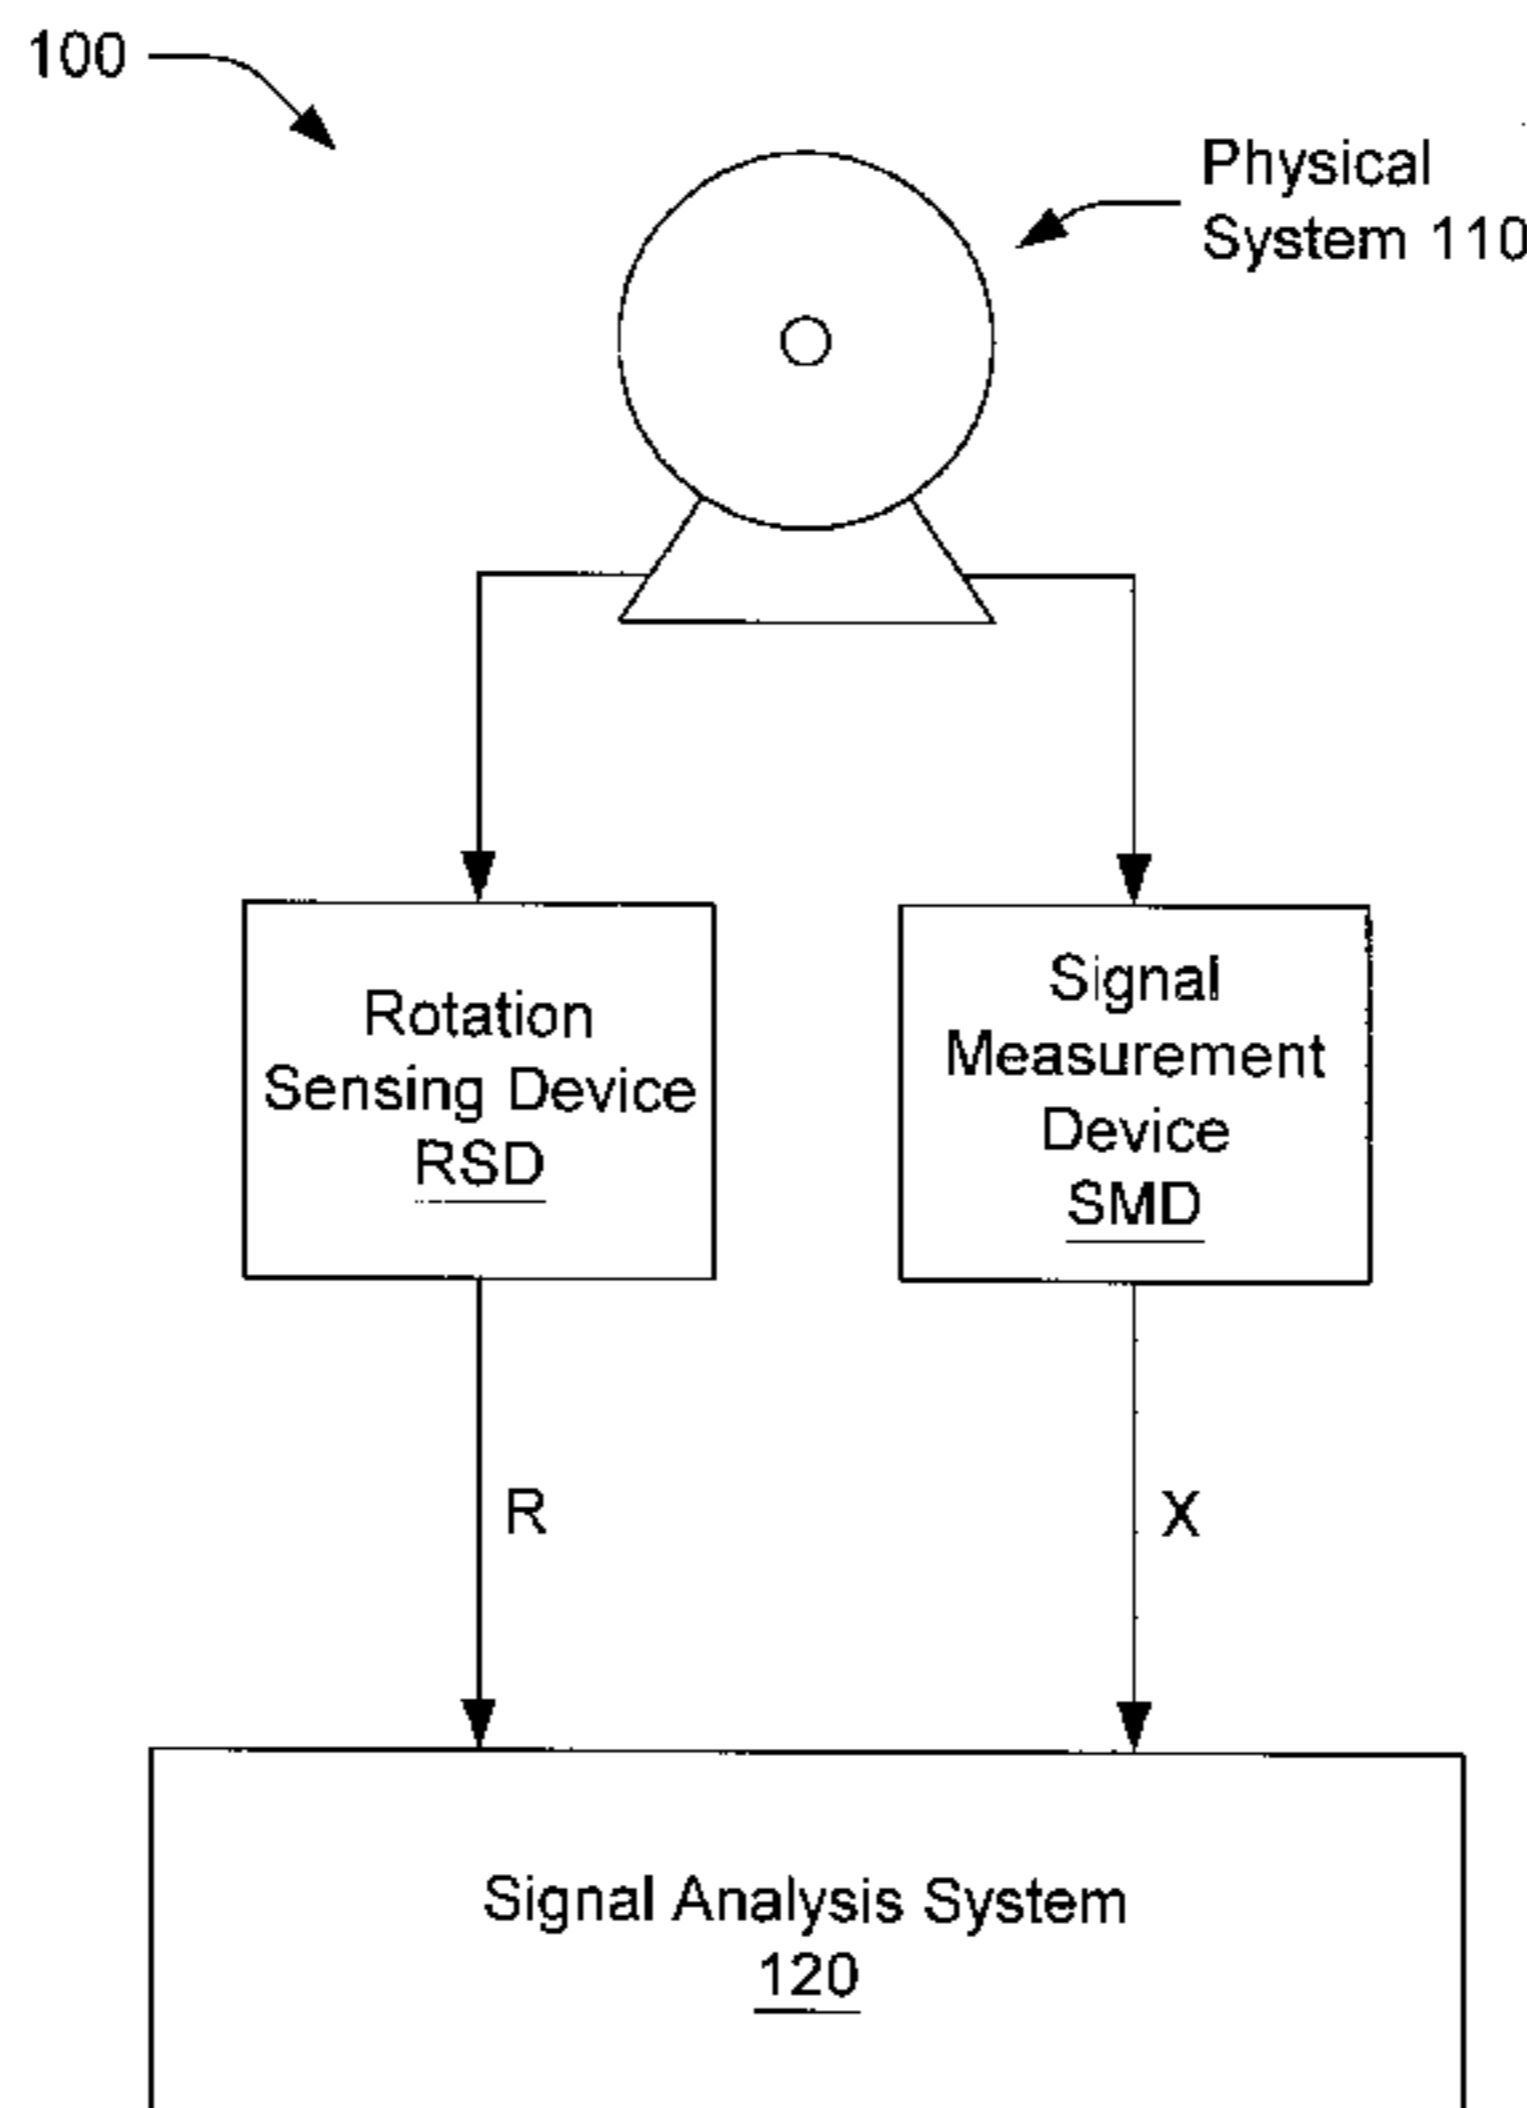 100
Physical
System 110
Rotation
Sensing Device
RSD
Signal
Measurement
Device
SMD
R
X
Signal Analysis System
120